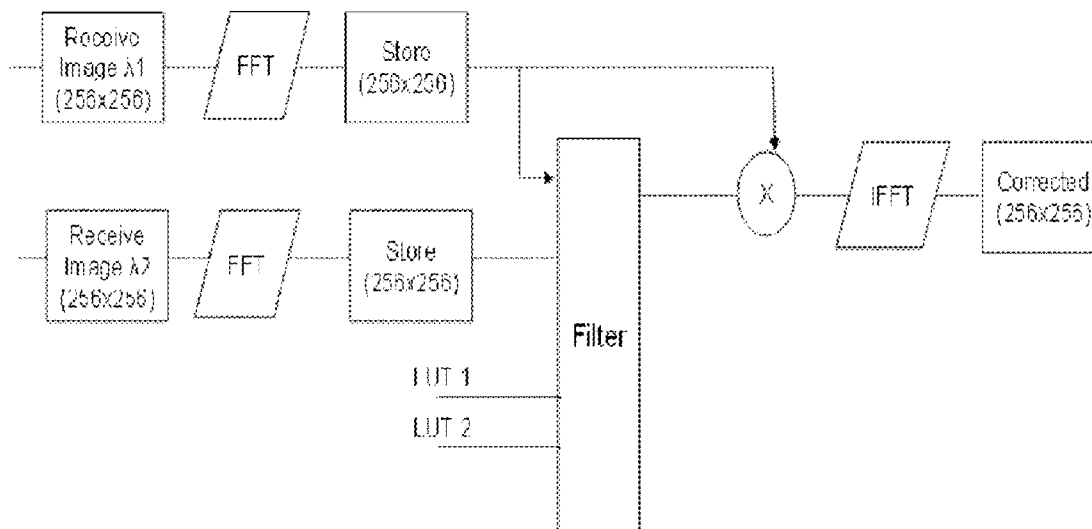 Receive
Image λ1
(256x256)
FFT
Store
(256x256)
Receive
Image λ2
(256x256)
FFT
Store
(256x256)
Filter
LUT 1
LUT 2
X
IFFT
Corrected
(256x256)